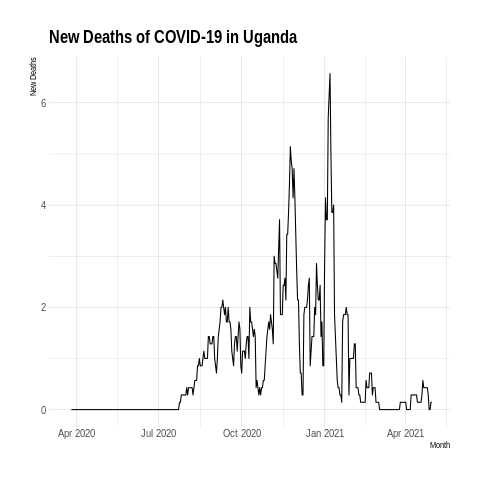 New Deaths of COVID-19 in Uganda
New Deaths
6
4
2
0
Apr 2020 Jul 2020 Oct 2020 Jan 2021 Apr 2021
Month